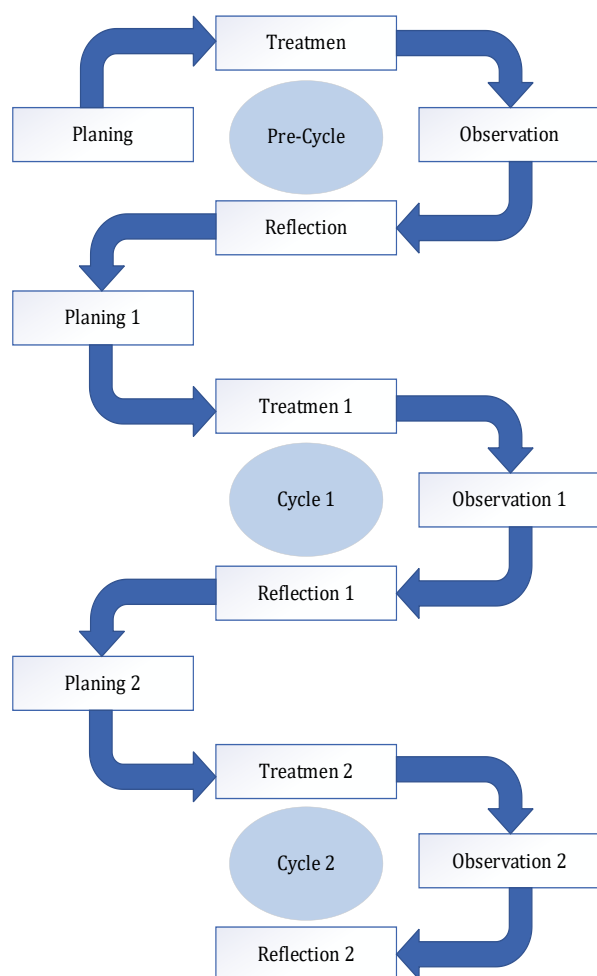 Treatmen
Planing
Pre-Cycle
Observation
Reflection
Planing 1
Treatmen 1
Cycle 1
Observation 1
Reflection 1
Planing 2
Treatmen 2
Cycle 2
Observation 2
Reflection 2